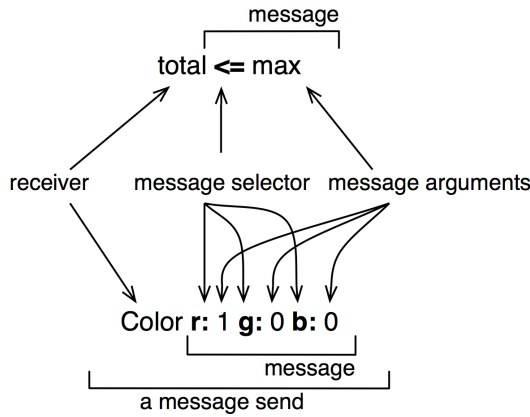 message
total <= max
receiver
message selector
message arguments
Color r: 1 g: 0 b: 0
message
a message send